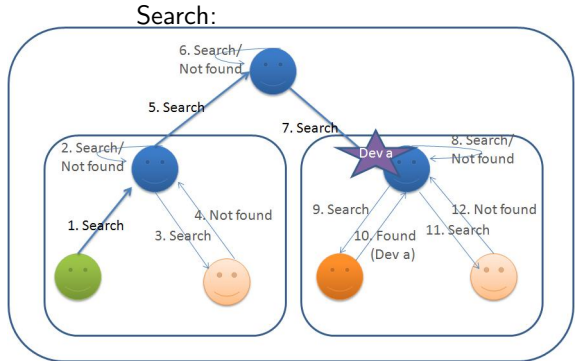 Search:
6. Search/
Not found
5. Search
7. Search
2. Search/
Not found
Dev a
8. Search/
Not found
1. Search
4. Not found
3. Search
9. Search
12. Not found
10. Found
(Dev a)
11. Search